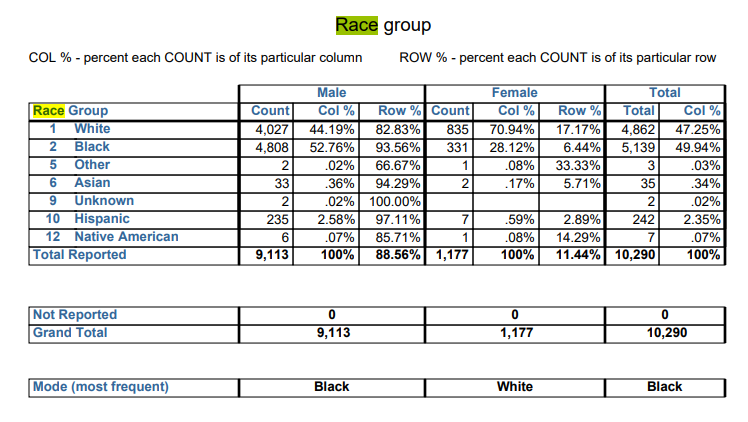 Race group
COL % - percent each COUNT is of its particular column ROW % - percent each COUNT is of its particular row
Male Female Total
Race Group Count Col % Row % Count Col % Row % Total Col %
1 White 4,027 44.19% 82.83% 835 70.94% 17.17% 4,862 47.25%
2 Black 4,808 52.76% 93.56% 331 28.12% 6.44% 5,139 49.94%
5 Other 2 .02% 66.67% 1 .08% 33.33% 3 .03%
6 Asian 33 .36% 94.29% 2 .17% 5.71% 35 .34%
9 Unknown 2 .02% 100.00% 2 .02%
10 Hispanic 235 2.58% 97.11% 7 .59% 2.89% 242 2.35%
12 Native American 6 .07% 85.71% 1 .08% 14.29% 7 .07%
Total Reported 9,113 100% 88.56% 1,177 100% 11.44% 10,290 100%
Not Reported 0 0 0
Grand Total 9,113 1,177 10,290
Mode (most frequent) Black White Black